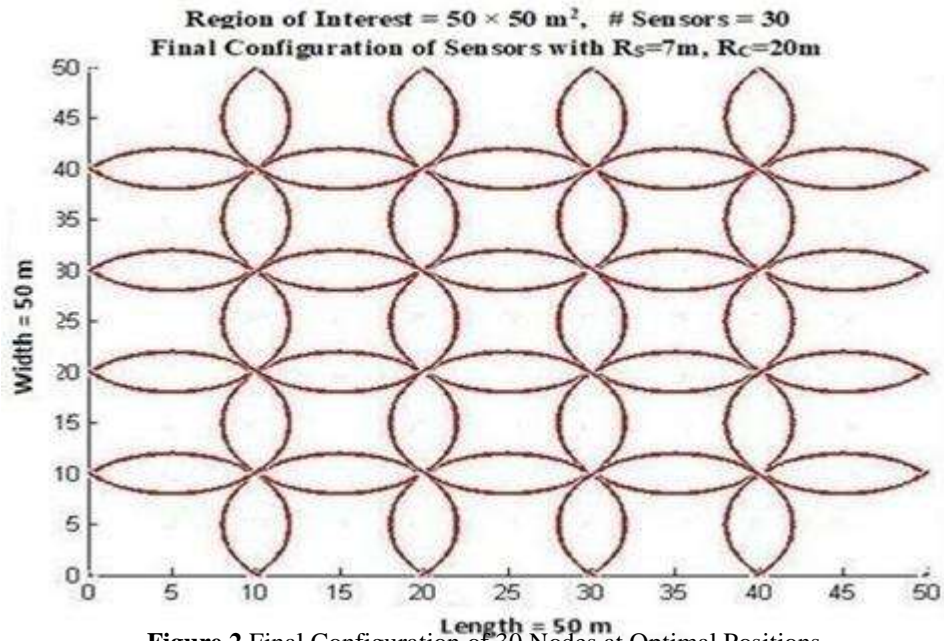 Region of Interest = 50 × 50 m², # Sensors = 30
Final Configuration of Sensors with Rs=7m, Rc=20m
50
45
40
35
30
25
20
15
10
5
0
Width = 50 m
0 5 10 15 20 25 30 35 40 45 50
Length = 50 m
Figure 2 Final Configuration of 30 Nodes at Optimal Positions